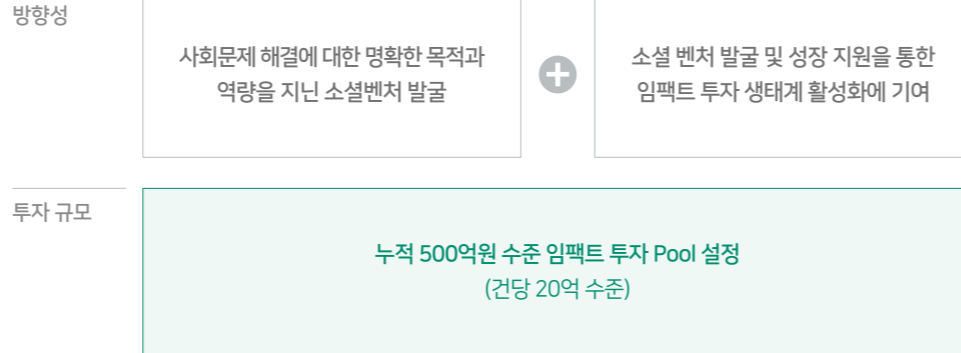 방향성
사회문제 해결에 대한 명확한 목적과
역량을 지닌 소셜벤처 발굴
소셜 벤처 발굴 및 성장 지원을 통한
임팩트 투자 생태계 활성화에 기여
투자 규모
누적 500억원 수준 임팩트 투자 Pool 설정
(건당 20억 수준)